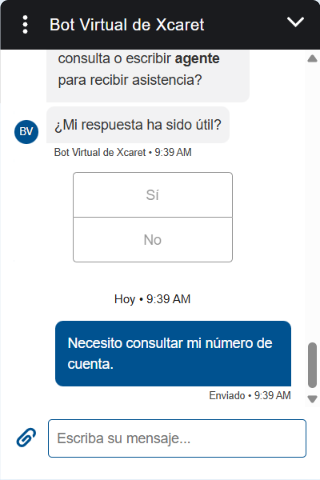 Bot Virtual de Xcaret
consulta o escribir agente
para recibir asistencia?
¿Mi respuesta ha sido útil?
BV
Bot Virtual de Xcaret • 9:39 AM
Sí
No
Hoy • 9:39 AM
Necesito consultar mi número de
cuenta.
Enviado • 9:39 AM
Escriba su mensaje...